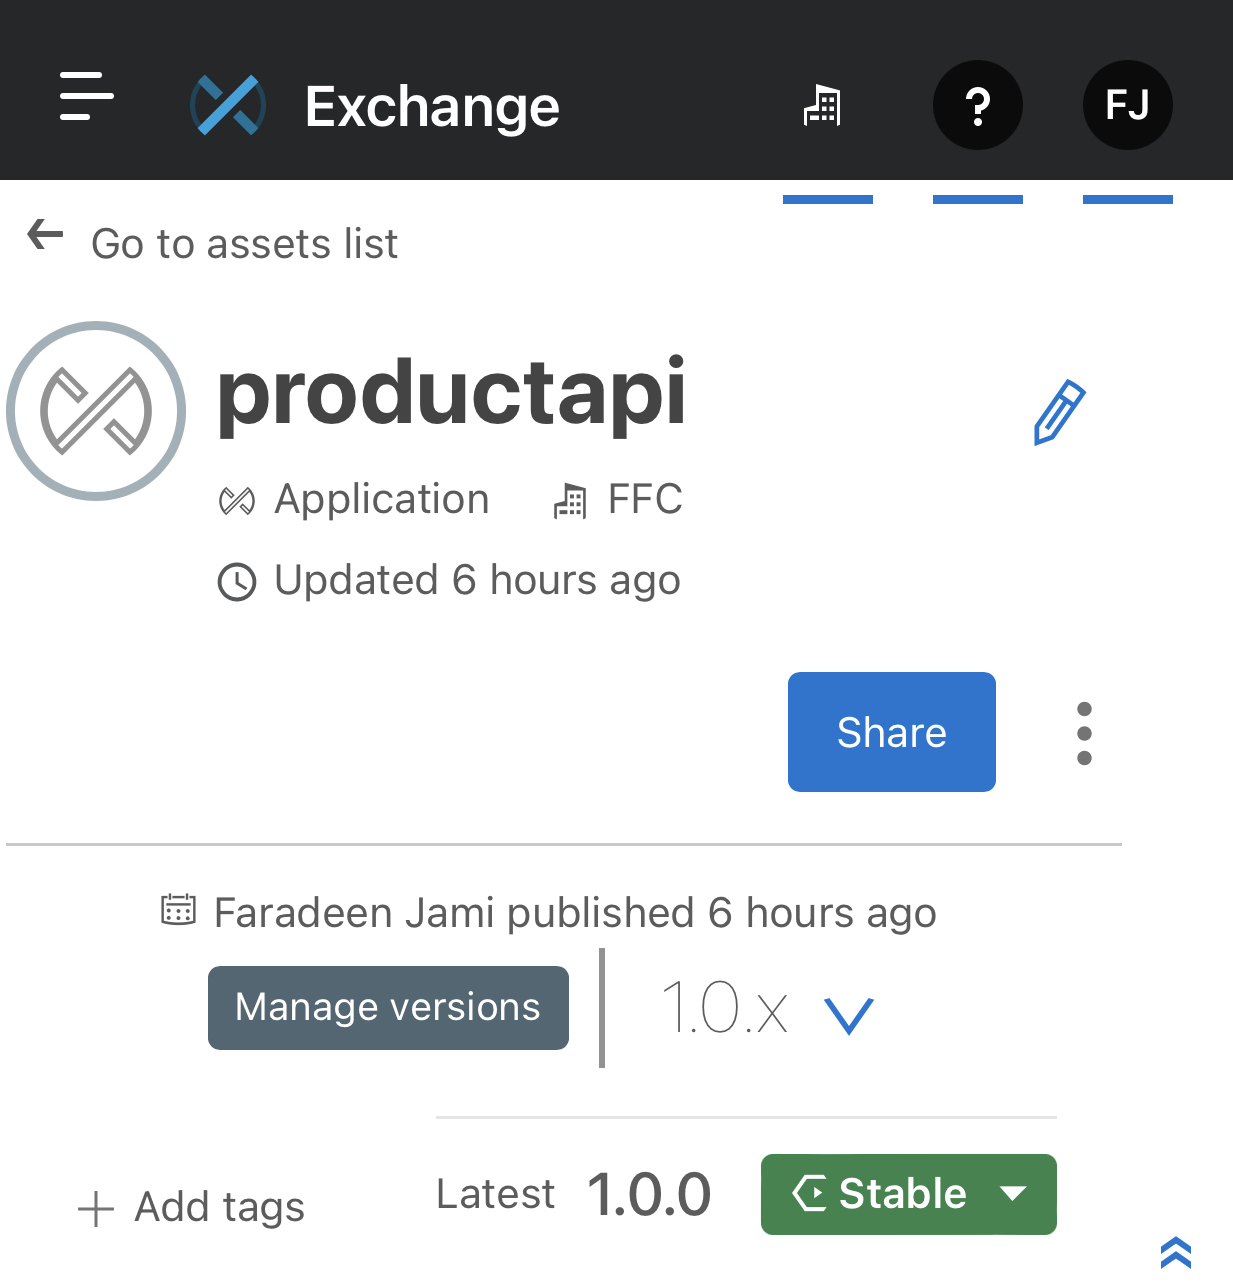 Exchange
?
FJ
Go to assets list
productapi
Application FFC
Updated 6 hours ago
Share
Faradeen Jami published 6 hours ago
Manage versions
1.0.x
Add tags
Latest 1.0.0 Stable